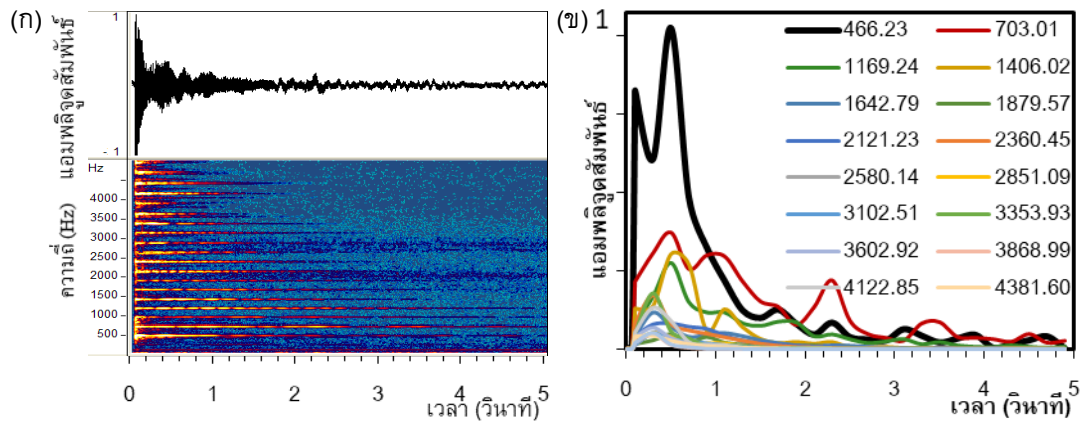 (ก)
แอมพลิจูดสัมพันธ์
1
- 1
ความถี่ (Hz)
Hz
4000
3500
3000
2500
2000
1500
1000
500
0 1 2 3 4 5
เวลา (วินาที)
(ข)
แอมพลิจูดสัมพันธ์
1
466.23 703.01
1169.24 1406.02
1642.79 1879.57
2121.23 2360.45
2580.14 2851.09
3102.51 3353.93
3602.92 3868.99
4122.85 4381.60
0 1 2 3 4 5
เวลา (วินาที)